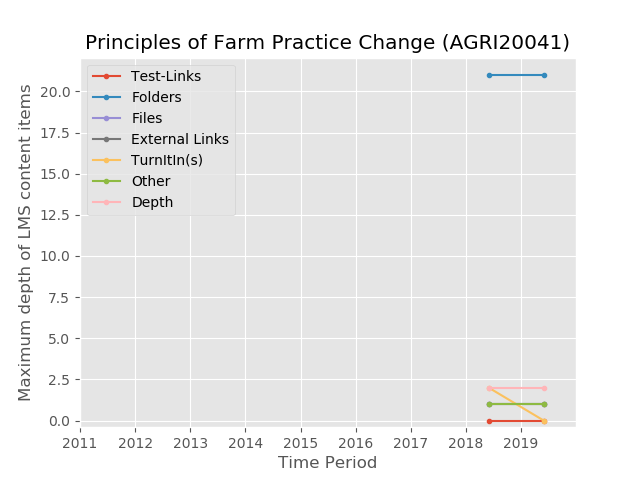 Principles of Farm Practice Change (AGRI20041)
Maximum depth of LMS content items
20.0
17.5
15.0
12.5
10.0
7.5
5.0
2.5
0.0
Test-Links
Folders
Files
External Links
TurnItIn(s)
Other
Depth
2011 2012 2013 2014 2015 2016 2017 2018 2019
Time Period